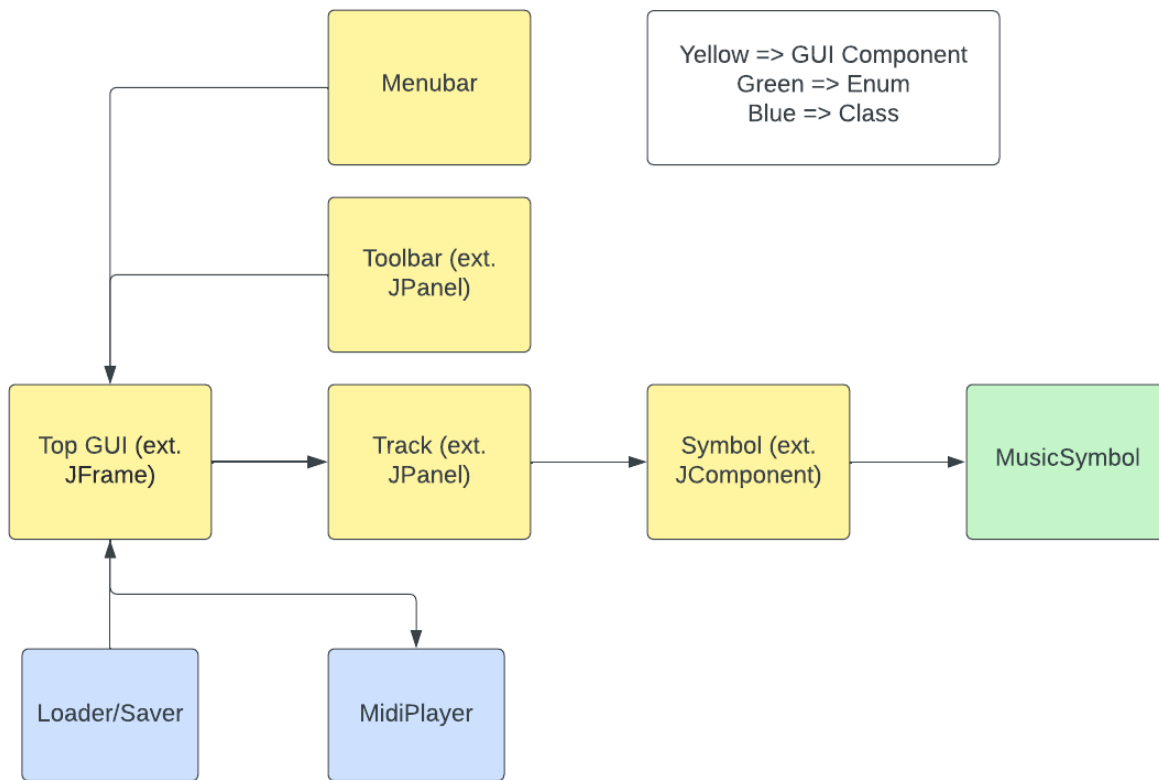 Menubar
Yellow => GUI Component
Green => Enum
Blue => Class
Toolbar (ext.
JPanel)
Top GUI (ext.
JFrame)
Track (ext.
JPanel)
Symbol (ext.
JComponent)
MusicSymbol
Loader/Saver
MidiPlayer